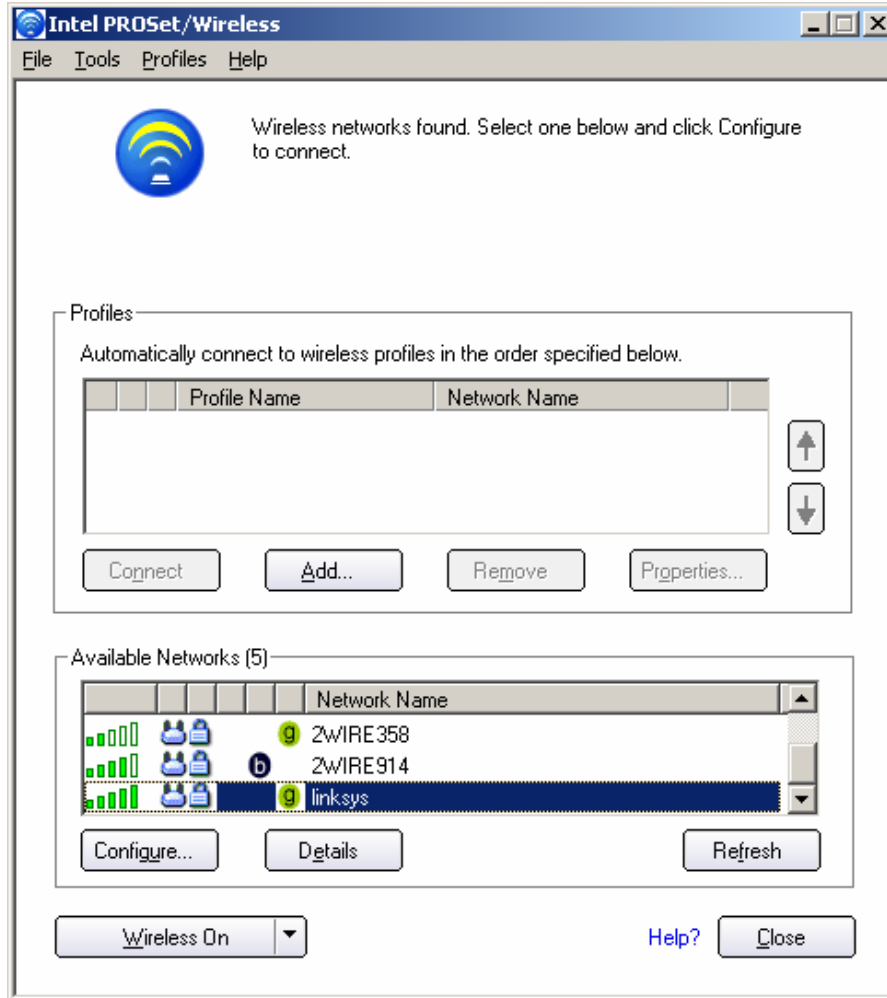 Intel PROSet/Wireless
File Tools Profiles Help
Wireless networks found. Select one below and click Configure
to connect.
Profiles
Automatically connect to wireless profiles in the order specified below.
Profile Name Network Name
Connect Add... Remove Properties...
Available Networks (5)
Network Name
g 2WIRE358
b 2WIRE914
g linksys
Configure... Details Refresh
Wireless On Help? Close